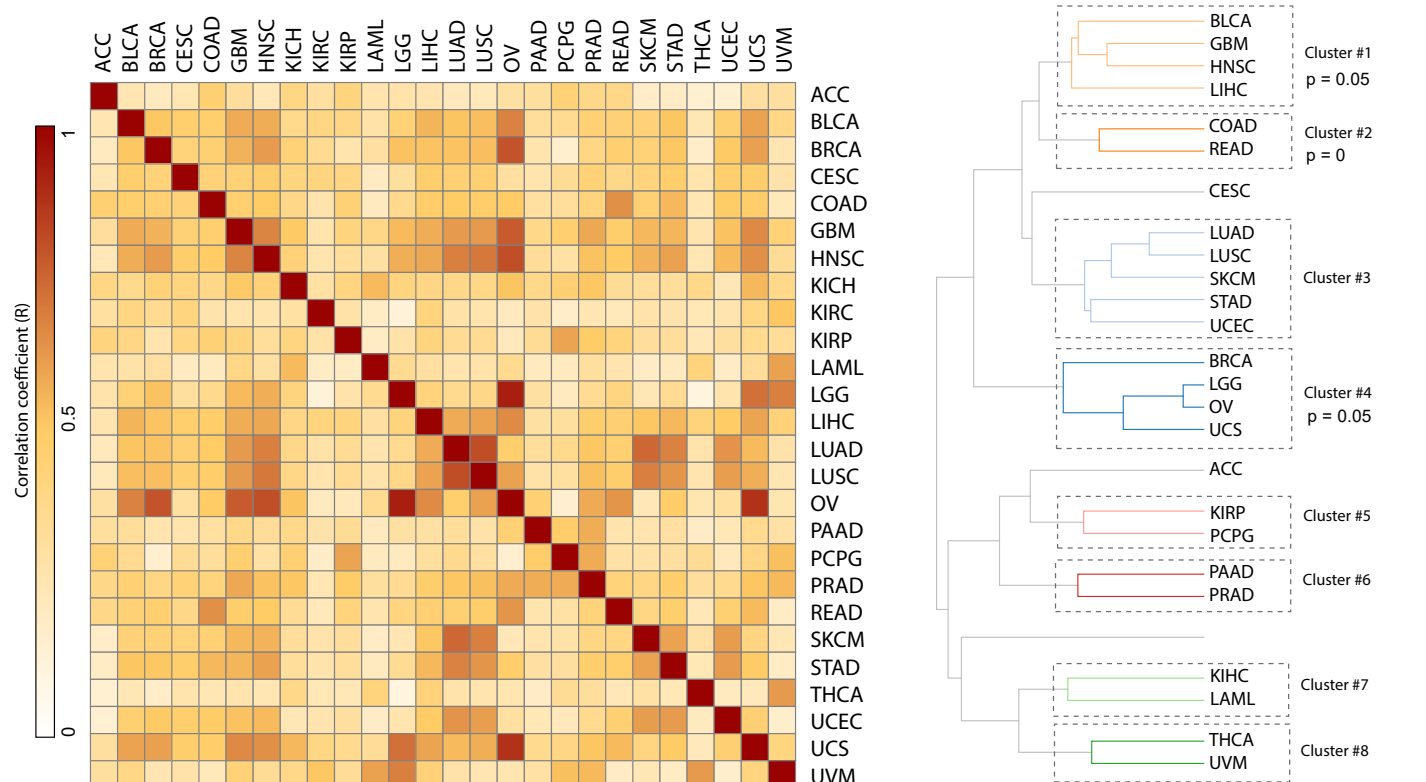 ACC BLCA BRCA CESC COAD GBM HNSC KICH KIRC KIRP LAML LGG LIHC LUAD LUSC OV PAAD PCPG PRAD READ SKCM STAD THCA UCEC UCS UVM
ACC
BLCA
BRCA
CESC
COAD
GBM
HNSC
KICH
KIRC
KIRP
LAML
LGG
LIHC
LUAD
LUSC
OV
PAAD
PCPG
PRAD
READ
SKCM
STAD
THCA
UCEC
UCS
UVM
Correlation coefficient (R)
1
0.5
0
BLCA
GBM
HNSC
LIHC
Cluster #1
p = 0.05
COAD
READ
Cluster #2
p = 0
CESC
LUAD
LUSC
SKCM
STAD
UCEC
Cluster #3
BRCA
LGG
OV
UCS
Cluster #4
p = 0.05
ACC
KIRP
PCPG
Cluster #5
PAAD
PRAD
Cluster #6
KIHC
LAML
Cluster #7
THCA
UVM
Cluster #8